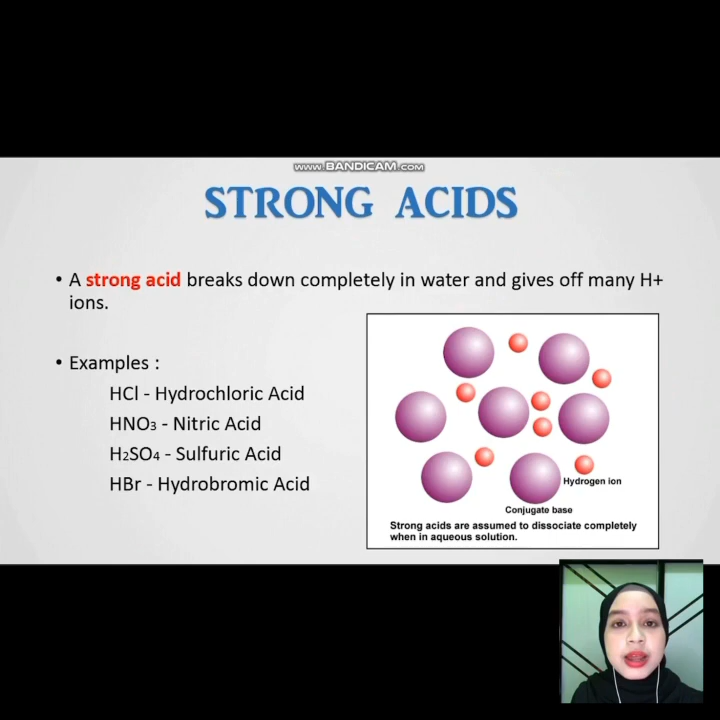 www.BANDICAM.com
STRONG ACIDS
• A strong acid breaks down completely in water and gives off many H+
ions.
• Examples :
HCl - Hydrochloric Acid
HNO3 - Nitric Acid
H2SO4 - Sulfuric Acid
HBr - Hydrobromic Acid
Hydrogen ion
Conjugate base
Strong acids are assumed to dissociate completely
when in aqueous solution.